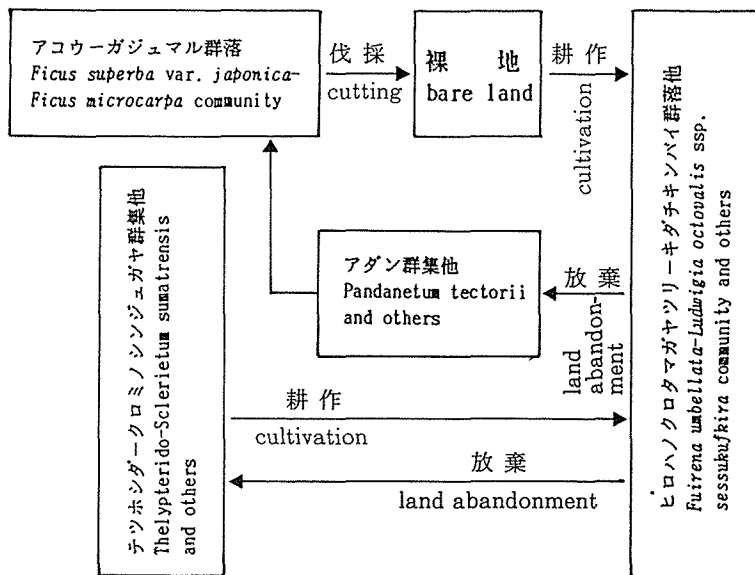 アコウーガジュマル群落
Ficus superba var. japonica-
Ficus microcarpa community
伐採
cutting
裸 地
bare land
耕作
cultivation
ヒロハノクロタマガヤツリーキダチキンバイ群落他
Fuirena umbellata-Ludwigia octovalis ssp.
sessukufkira community and others
アダン群集他
Pandanetum tectorii
and others
放棄
land
abandon-
ment
テツホシダークロミノシンジュガヤ群集他
Thelypterido-Sclerietum sumatrensis
and others
耕作
cultivation
放棄
land abandonment